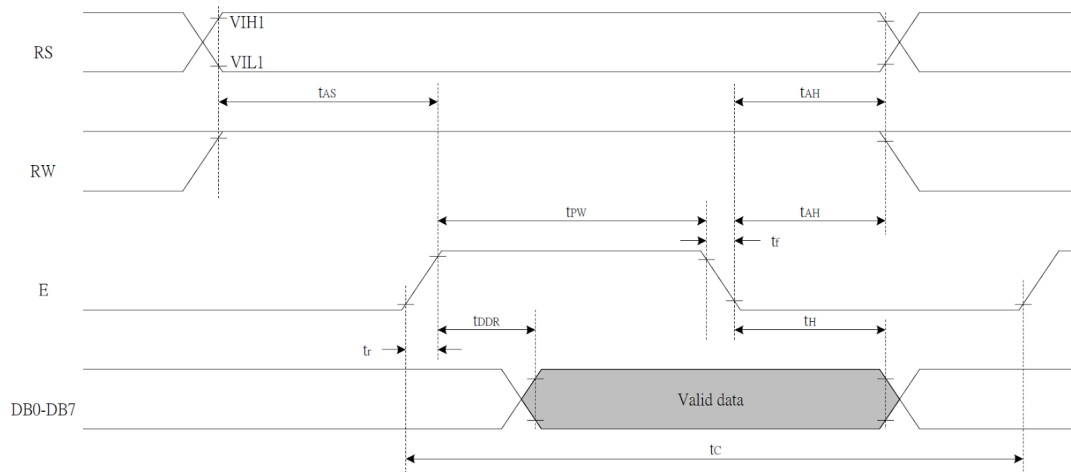 VIH1
RS
VIL1
tAS
tAH
RW
tPW
tAH
tf
E
tDDR
tH
tr
Valid data
DB0-DB7
tC